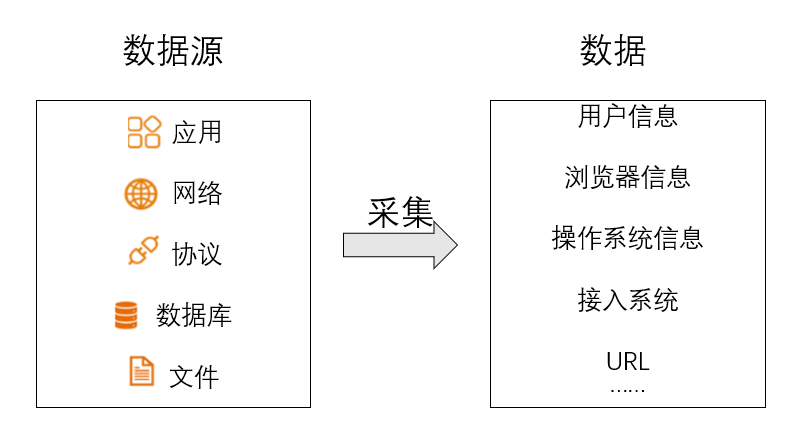 数据源
应用
网络
协议
数据库
文件
采集
数据
用户信息
浏览器信息
操作系统信息
接入系统
URL
……